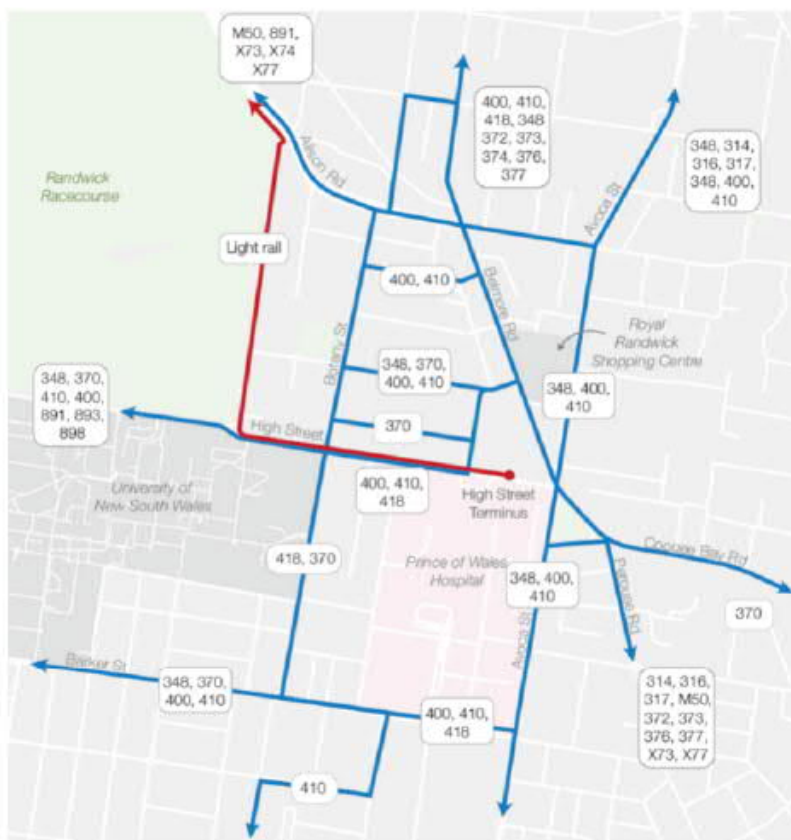 M50, 891,
X73, X74
X77
400, 410,
418, 348
372, 373,
374, 376,
377
348, 314,
316, 317,
348, 400,
410
Alison Rd
Avoca St
Randwick
Racecourse
Light rail
400, 410
Belmore Rd
Royal
Randwick
Shopping Centre
Botany St
348, 370,
400, 410
348, 370,
410, 400,
891, 893,
898
348, 400,
410
370
High Street
University of
New South Wales
400, 410,
418
High Street
Terminus
418, 370
Prince of Wales
Hospital
348, 400,
410
Coogee Bay Rd
Perouse Rd
370
Avoca St
Barker St
348, 370,
400, 410
400, 410,
418
314, 316,
317, M50,
372, 373,
376, 377,
X73, X77
410